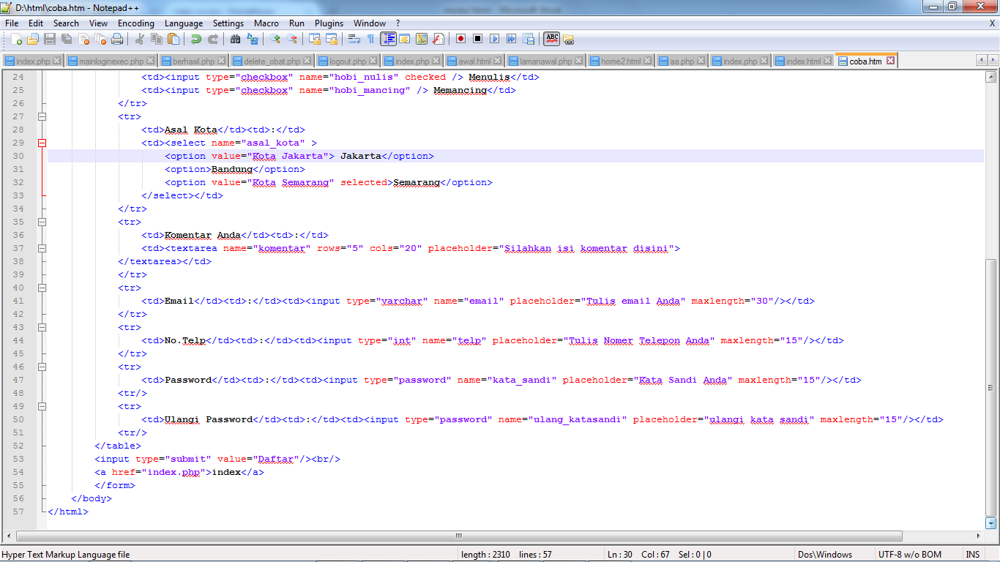 D:\html\coba.htm - Notepad++
File Edit Search View Encoding Language Settings Macro Run Plugins Window ? X
index.php mainloginexec.php berhasil.php delete_obat.php logout.php index.php awal.html lamanawal.php home2.html aa.php index.php index.html coba.htm
24 <td><input type="checkbox" name="hobi_nulis" checked /> Menulis</td>
25 <td><input type="checkbox" name="hobi_mancing" /> Memancing</td>
26 </tr>
27 <tr>
28 <td>Asal Kota</td><td>:</td>
29 <td><select name="asal_kota" >
30 <option value="Kota Jakarta"> Jakarta</option>
31 <option>Bandung</option>
32 <option value="Kota Semarang" selected>Semarang</option>
33 </select></td>
34 </tr>
35 <tr>
36 <td>Komentar Anda</td><td>:</td>
37 <td><textarea name="komentar" rows="5" cols="20" placeholder="Silahkan isi komentar disini">
38 </textarea></td>
39 </tr>
40 <tr>
41 <td>Email</td><td>:</td><td><input type="varchar" name="email" placeholder="Tulis email Anda" maxlength="30"/></td>
42 </tr>
43 <tr>
44 <td>No.Telp</td><td>:</td><td><input type="int" name="telp" placeholder="Tulis Nomer Telepon Anda" maxlength="15"/></td>
45 </tr>
46 <tr>
47 <td>Password</td><td>:</td><td><input type="password" name="kata_sandi" placeholder="Kata Sandi Anda" maxlength="15"/></td>
48 <tr/>
49 <tr>
50 <td>Ulangi Password</td><td>:</td><td><input type="password" name="ulang_katasandi" placeholder="ulangi kata sandi" maxlength="15"/></td>
51 <tr/>
52 </table>
53 <input type="submit" value="Daftar"/><br/>
54 <a href="index.php">index</a>
55 </form>
56 </body>
57 </html>
Hyper Text Markup Language file length : 2310 lines : 57 Ln : 30 Col : 67 Sel : 0 | 0 Dos\Windows UTF-8 w/o BOM INS